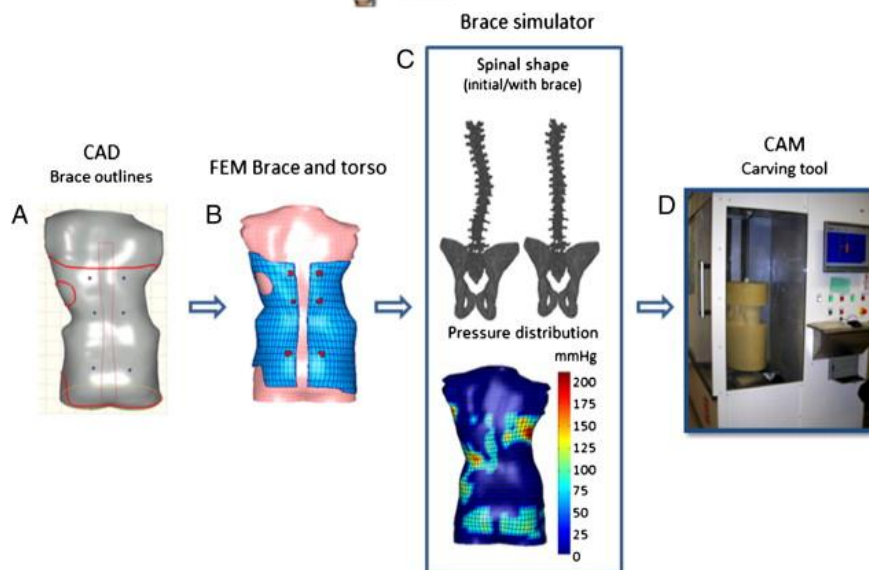 Brace simulator
C
Spinal shape
(initial/with brace)
CAD
Brace outlines
FEM Brace and torso
CAM
Carving tool
A
B
D
Pressure distribution
mmHg
200
175
150
125
100
75
50
25
0